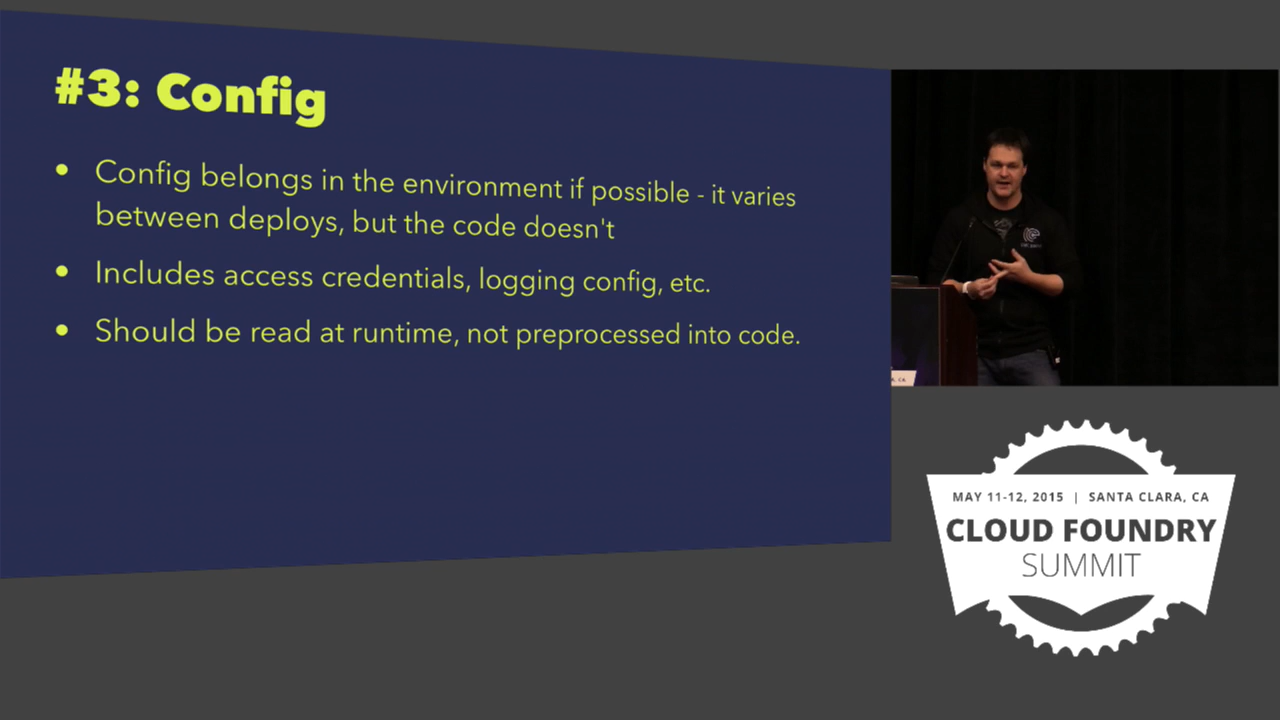 #3: Config
• Config belongs in the environment if possible - it varies
between deploys, but the code doesn't
• Includes access credentials, logging config, etc.
• Should be read at runtime, not preprocessed into code.
MAY 11-12, 2015 | SANTA CLARA, CA
CLOUD FOUNDRY
SUMMIT